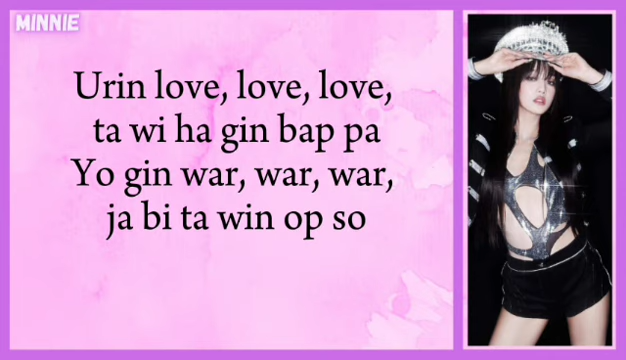 MINNIE
Urin love, love, love,
ta wi ha gin bap pa
Yo gin war, war, war,
ja bi ta win op so